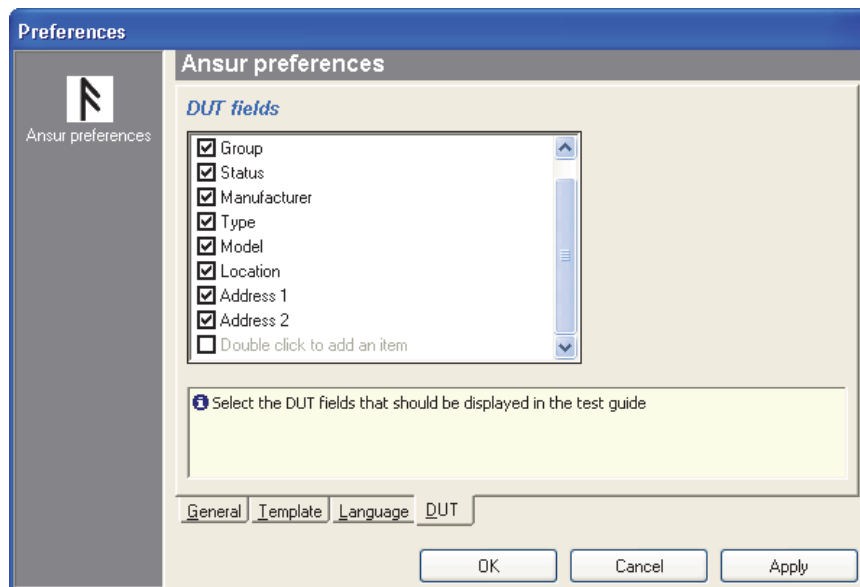 Preferences
Ansur preferences
Ansur preferences
DUT fields
Group
Status
Manufacturer
Type
Model
Location
Address 1
Address 2
Double click to add an item
Select the DUT fields that should be displayed in the test guide
General Template Language DUT
OK Cancel Apply